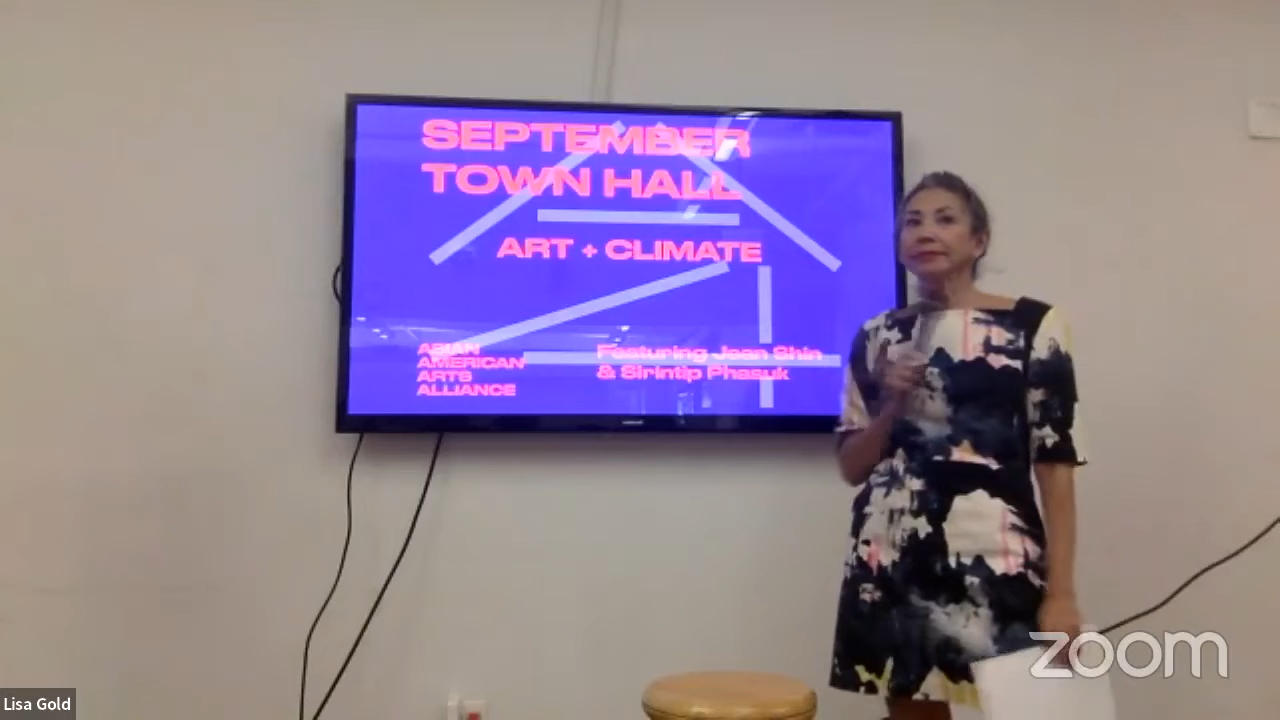 SEPTEMBER
TOWN HALL
ART + CLIMATE
ASIAN
AMERICAN
ARTS
ALLIANCE
Featuring Jean Shin
& Sirintip Phasuk
zoom
Lisa Gold